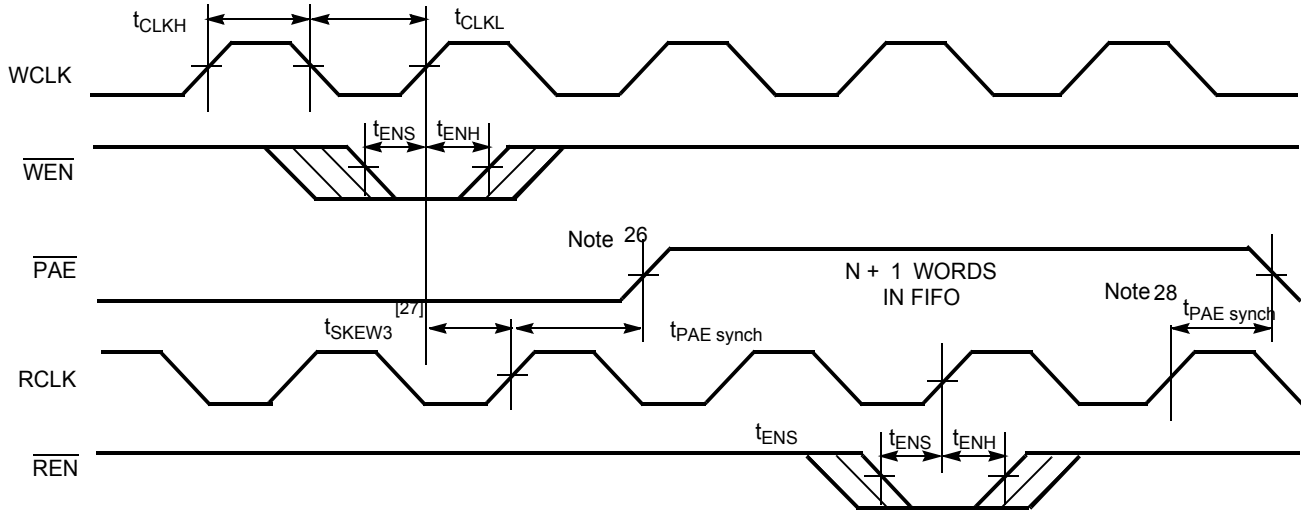 tCLKH tCLKL
WCLK
tENS tENH
WEN
Note 26
PAE
N + 1 WORDS
IN FIFO
Note 28
[27]
tSKEW3 tPAE synch tPAE synch
RCLK
tENS tENS tENH
REN